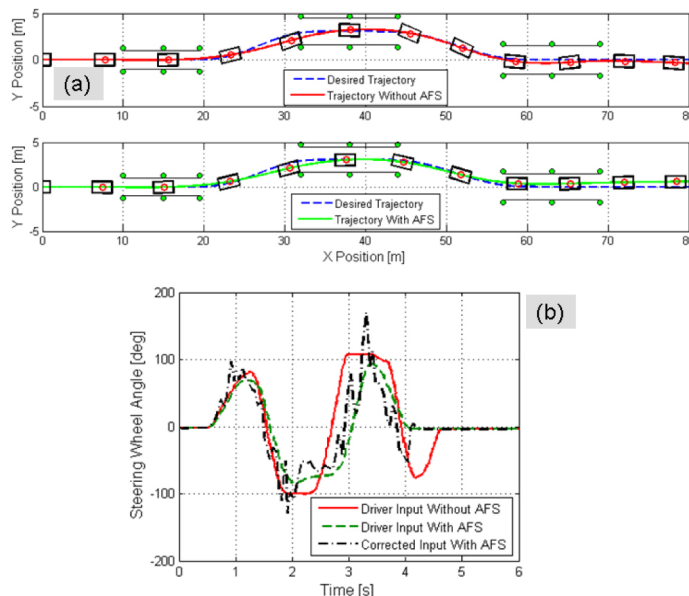 5
0
-5
Y Position [m]
(a)
Desired Trajectory
Trajectory Without AFS
0 10 20 30 40 50 60 70 80
5
0
-5
Y Position [m]
Desired Trajectory
Trajectory With AFS
0 10 20 30 40 50 60 70 80
X Position [m]
(b)
200
100
0
-100
-200
Steering Wheel Angle [deg]
Driver Input Without AFS
Driver Input With AFS
Corrected Input With AFS
0 1 2 3 4 5 6
Time [s]